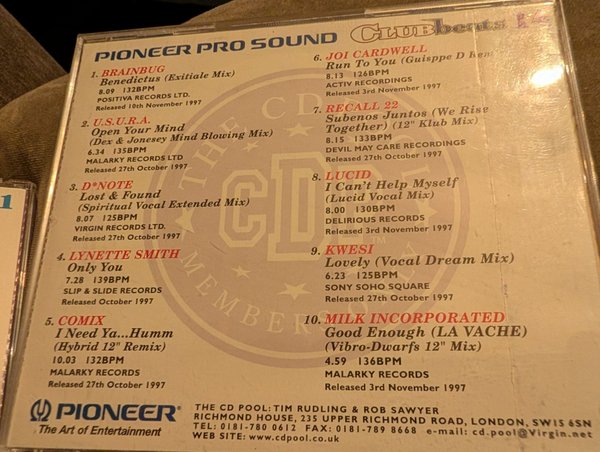 PIONEER PRO SOUND
CLUBbeats
1. BRAINBUG
Benedictus (Exitiale Mix)
8.09 132BPM
POSITIVA RECORDS LTD.
Released 10th November 1997
2. U.S.U.R.A.
Open Your Mind
(Dex & Jonesey Mind Blowing Mix)
6.34 135BPM
MALARKY RECORDS LTD
Released 27th October 1997
3. D*NOTE
Lost & Found
(Spiritual Vocal Extended Mix)
8.07 125BPM
VIRGIN RECORDS LTD.
Released 27th October 1997
4. LYNETTE SMITH
Only You
7.28 139BPM
SLIP & SLIDE RECORDS
Released October 1997
5. COMIX
I Need Ya...Humm
(Hybrid 12" Remix)
10.03 132BPM
MALARKY RECORDS
Released 27th October 1997
6. JOI CARDWELL
Run To You (Guisppe D
8.13 126BPM
ACTIV RECORDINGS
Released 3rd November 1997
7. RECALL 22
Subenos Juntos (We Rise
Together) (12" Klub Mix)
8.15 133BPM
DEVIL MAY CARE RECORDINGS
Released 27th October 1997
8. LUCID
I Can't Help Myself
(Lucid Vocal Mix)
8.00 130BPM
DELIRIOUS RECORDS
Released 3rd November 1997
9. KWESI
Lovely (Vocal Dream Mix)
6.23 125BPM
SONY SOHO SQUARE
Released 27th October 1997
10. MILK INCORPORATED
Good Enough (LA VACHE)
(Vibro-Dwarfs 12" Mix)
4.59 136BPM
MALARKY RECORDS
Released 3rd November 1997
THE CD
CDP
MEMBER
PIONEER
The Art of Entertainment
THE CD POOL: TIM RUDLING & ROB SAWYER
RICHMOND HOUSE, 235 UPPER RICHMOND ROAD, LONDON, SW15 6SN
TEL: 0181-780 0612 FAX: 0181-789 8668 e-mail: cd.pool@Virgin.net
WEB SITE: www.cdpool.co.uk
1